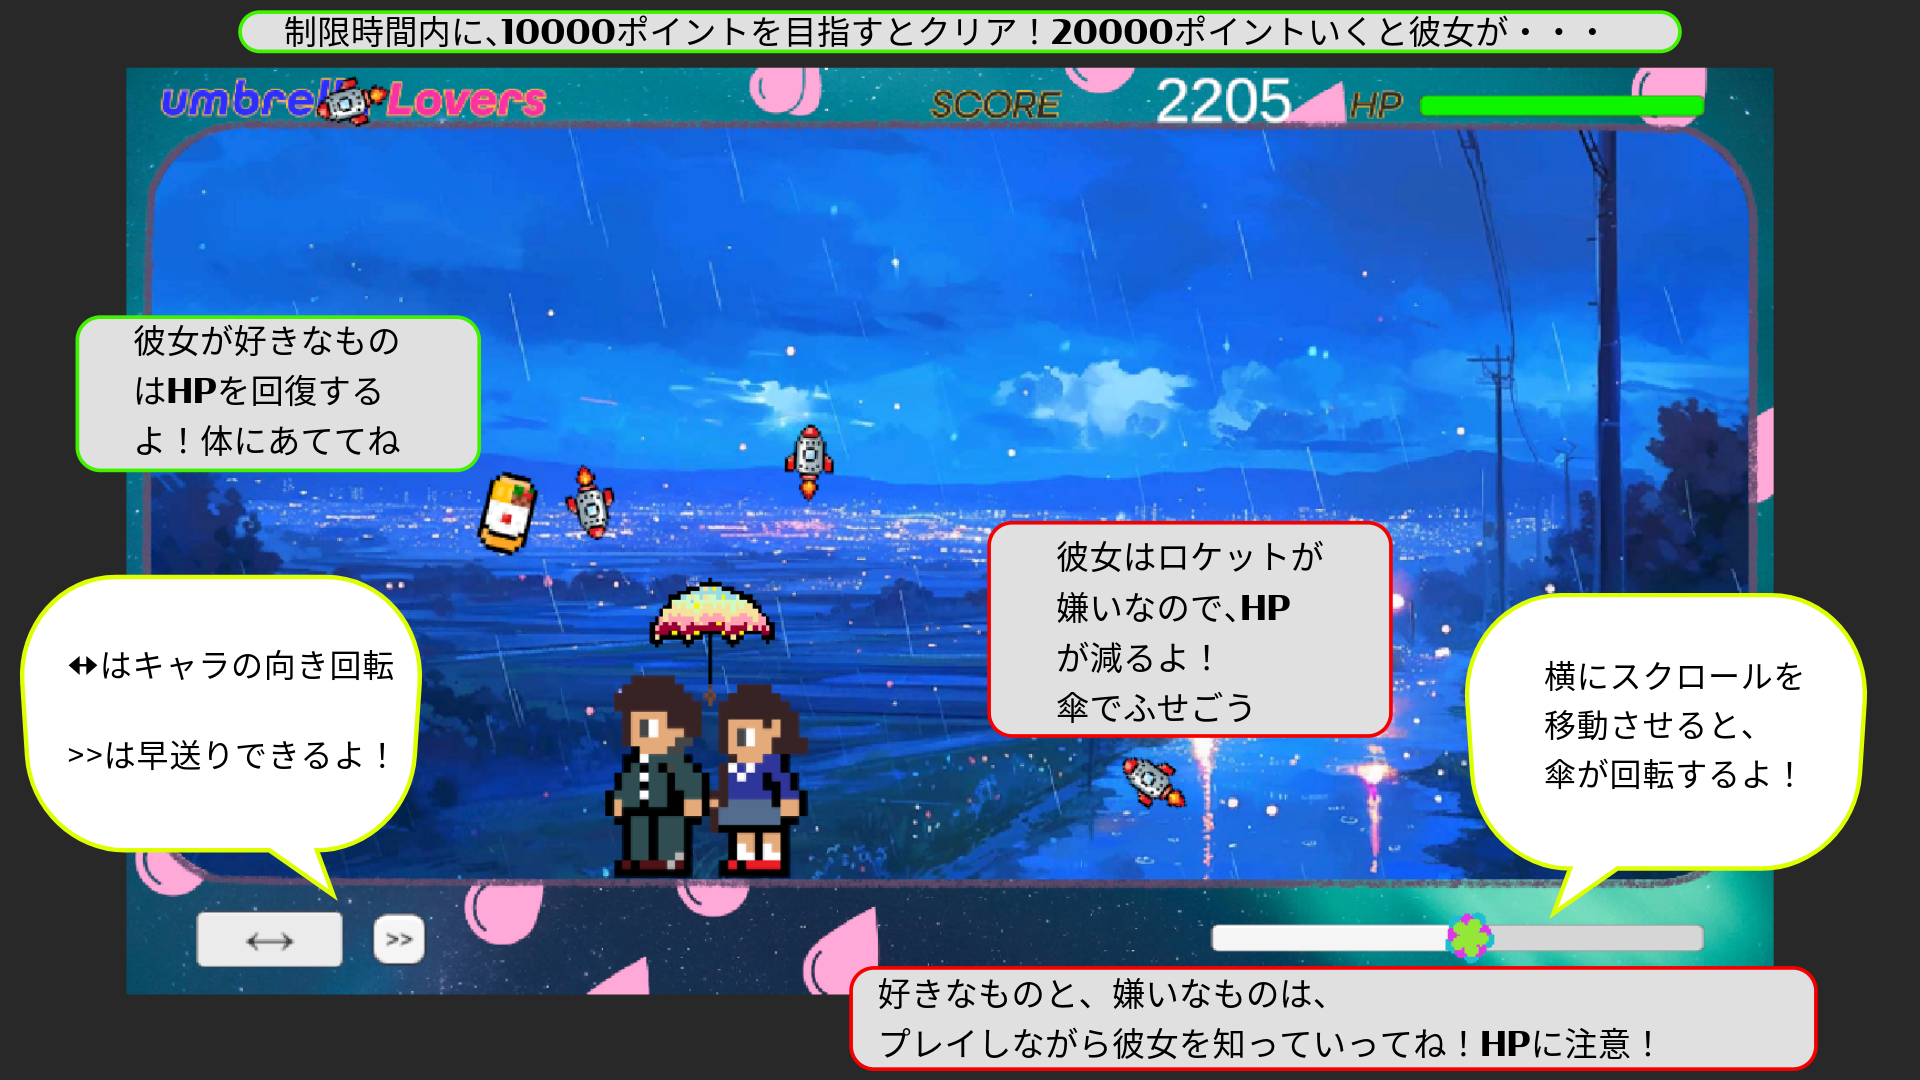 制限時間内に、10000ポイントを目指すとクリア！20000ポイントいくと彼女が・・・
umbrella Lovers
SCORE 2205 HP
彼女が好きなもの
はHPを回復する
よ！体にあててね
彼女はロケットが
嫌いなので、HP
が減るよ！
傘でふせごう
↔はキャラの向き回転
>>は早送りできるよ！
横にスクロールを
移動させると、
傘が回転するよ！
↔ >>
好きなものと、嫌いなものは、
プレイしながら彼女を知っていってね！HPに注意！